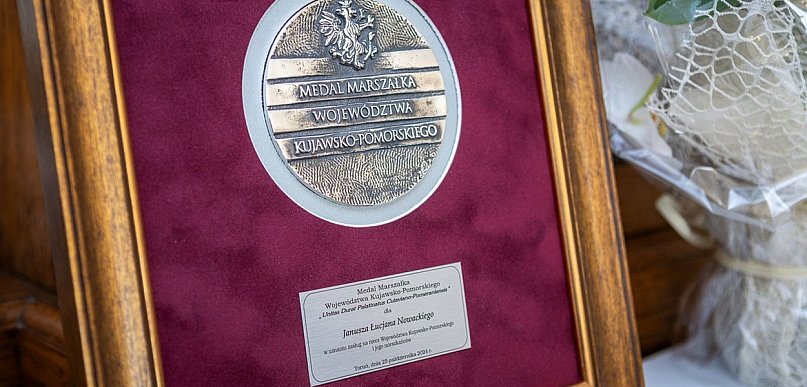 MEDAL MARSZAŁKA
WOJEWÓDZTWA
KUJAWSKO-POMORSKIEGO
Medal Marszałka
Województwa Kujawsko-Pomorskiego
" Unitas Durat Palatinatus Cuiaviano-Pomeraniensis "
dla
Janusza Łucjana Nowackiego
w uznaniu zasług na rzecz Województwa Kujawsko-Pomorskiego
i jego mieszkańców
Toruń, dnia 25 października 2024 r.